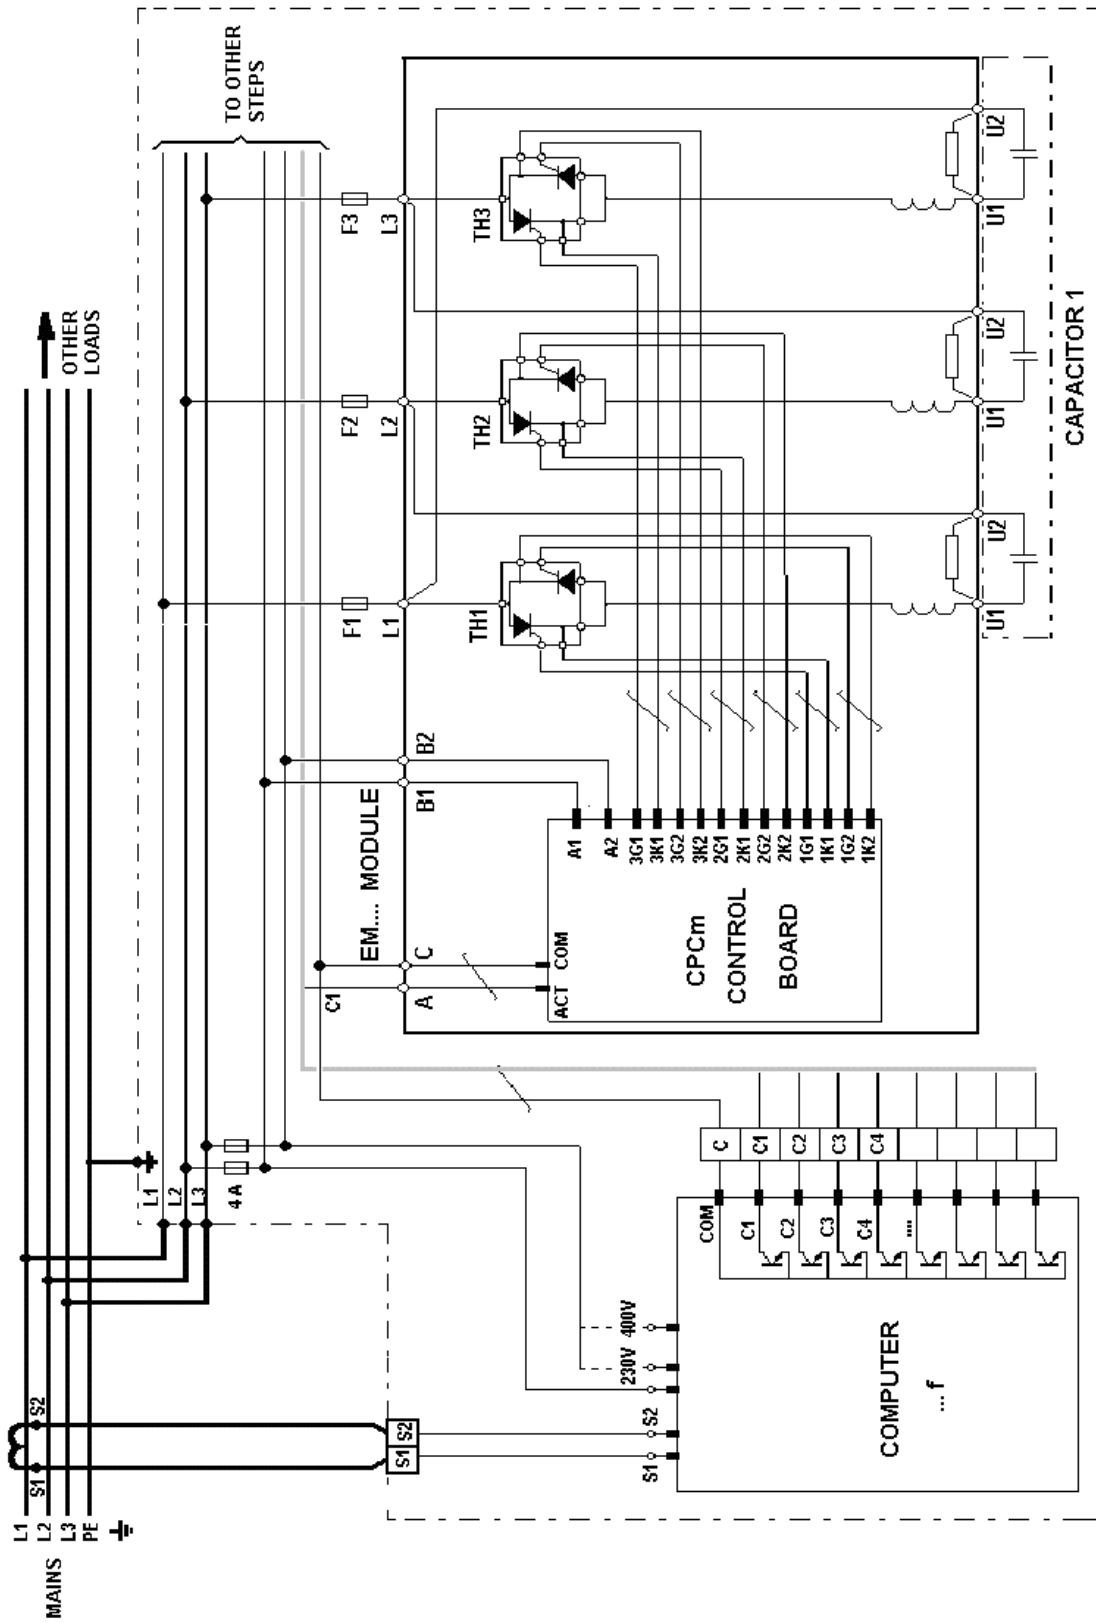 MAINS
L1
L2
L3
PE
S1
S2
OTHER
LOADS
TO OTHER
STEPS
L1
L2
L3
4 A
S1
S2
S1
S2
230V
400V
COMPUTER
... f
COM
C1
C2
C3
C4
....
C
C1
C2
C3
C4
C1
EM.... MODULE
A
C
B1
B2
F1
L1
F2
L2
F3
L3
ACT
COM
CPCm
CONTROL
BOARD
A1
A2
3G1
3K1
3G2
3K2
2G1
2K1
2G2
2K2
1G1
1K1
1G2
1K2
TH1
TH2
TH3
U1
U2
U1
U2
U1
U2
CAPACITOR 1